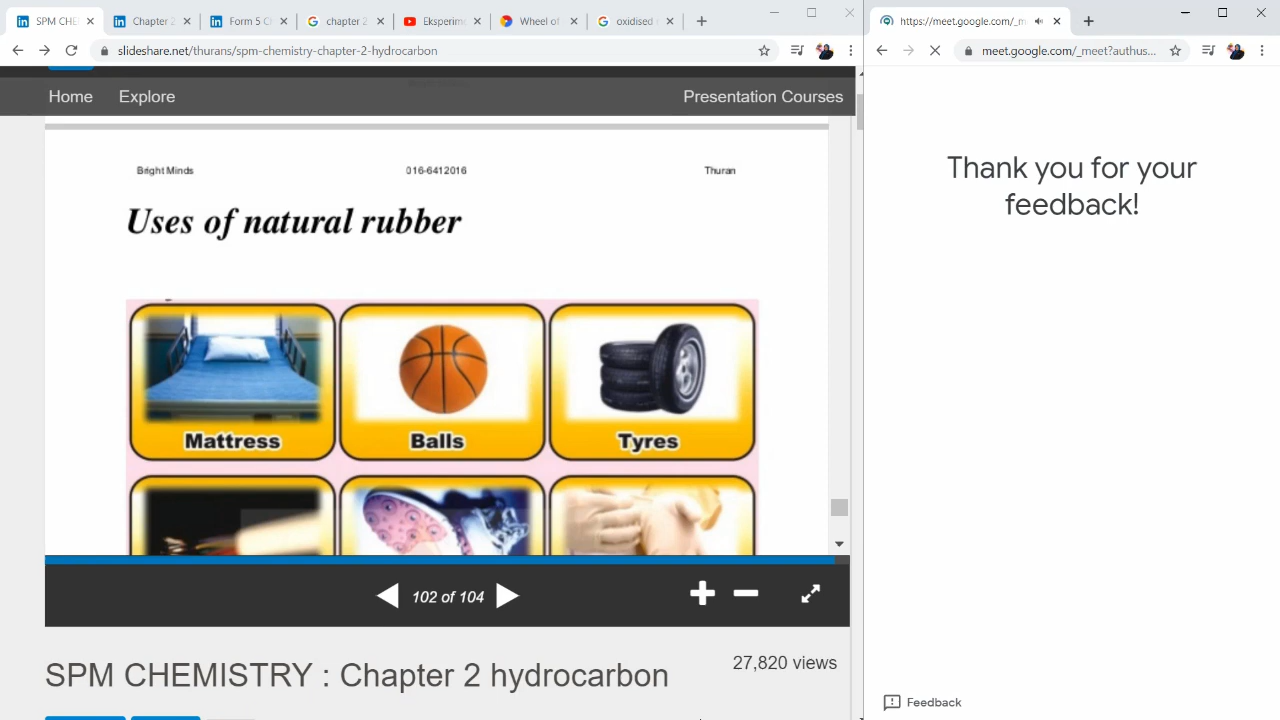 SPM CHE
Chapter 2
Form 5 C
chapter 2
Eksperim
Wheel of
oxidised
slideshare.net/thurans/spm-chemistry-chapter-2-hydrocarbon
Home
Explore
Presentation Courses
Bright Minds
016-6412016
Thuran
Uses of natural rubber
Mattress
Balls
Tyres
102 of 104
SPM CHEMISTRY : Chapter 2 hydrocarbon
27,820 views
https://meet.google.com/_m
meet.google.com/_meet?authus...
Thank you for your
feedback!
Feedback